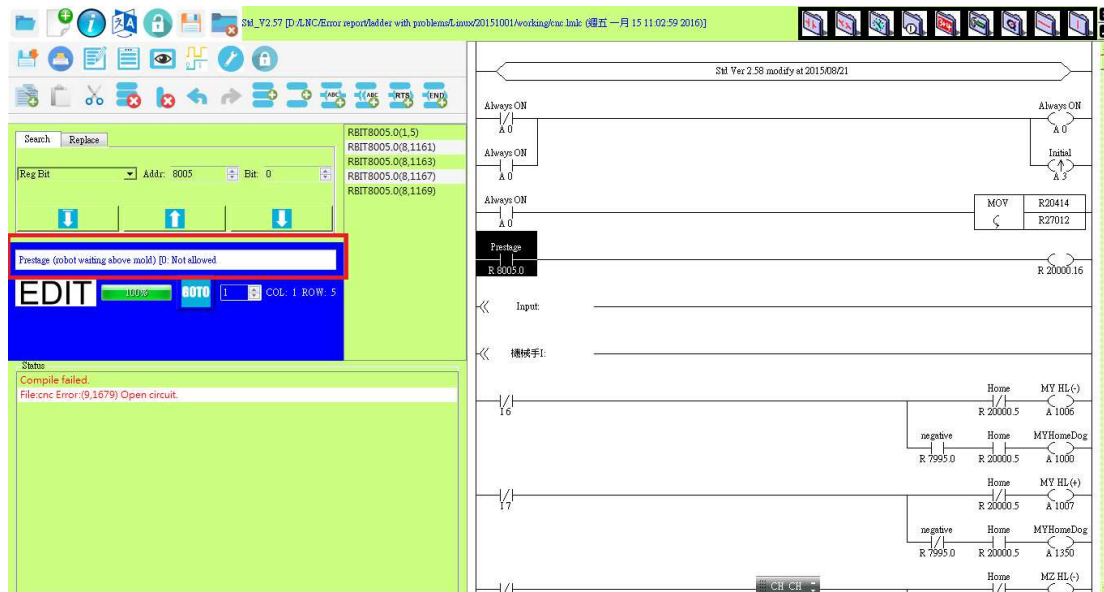 Std_V2.57 [D:/LNC/Error report/ladder with problems/Linux/20151001/working/cnc.lmlc (週五 一月 15 11:02:59 2016)]
ABC
ABC
RTS
END
Search Replace
Reg Bit Addr: 8005 Bit: 0
RBIT8005.0(1,5)
RBIT8005.0(8,1161)
RBIT8005.0(8,1163)
RBIT8005.0(8,1167)
RBIT8005.0(8,1169)
Prestage (robot waiting above mold) [0: Not allowed
EDIT 100% GOTO 1 COL: 1 ROW: 5
Status
Compile failed.
File:cnc Error:(9,1679) Open circuit.
Std Ver 2.58 modify at 2015/08/21
Always ON Always ON
A 0 A 0
Always ON Initial
A 0 A 3
Always ON MOV R20414
A 0 R27012
Prestage
R 8005.0 R 20000.16
Input:
機械手I:
Home MY HL(-)
I 6 R 20000.5 A 1006
negative Home MYHomeDog
R 7995.0 R 20000.5 A 1000
Home MY HL(+)
I 7 R 20000.5 A 1007
negative Home MYHomeDog
R 7995.0 R 20000.5 A 1350
Home MZ HL(-)
CH CH